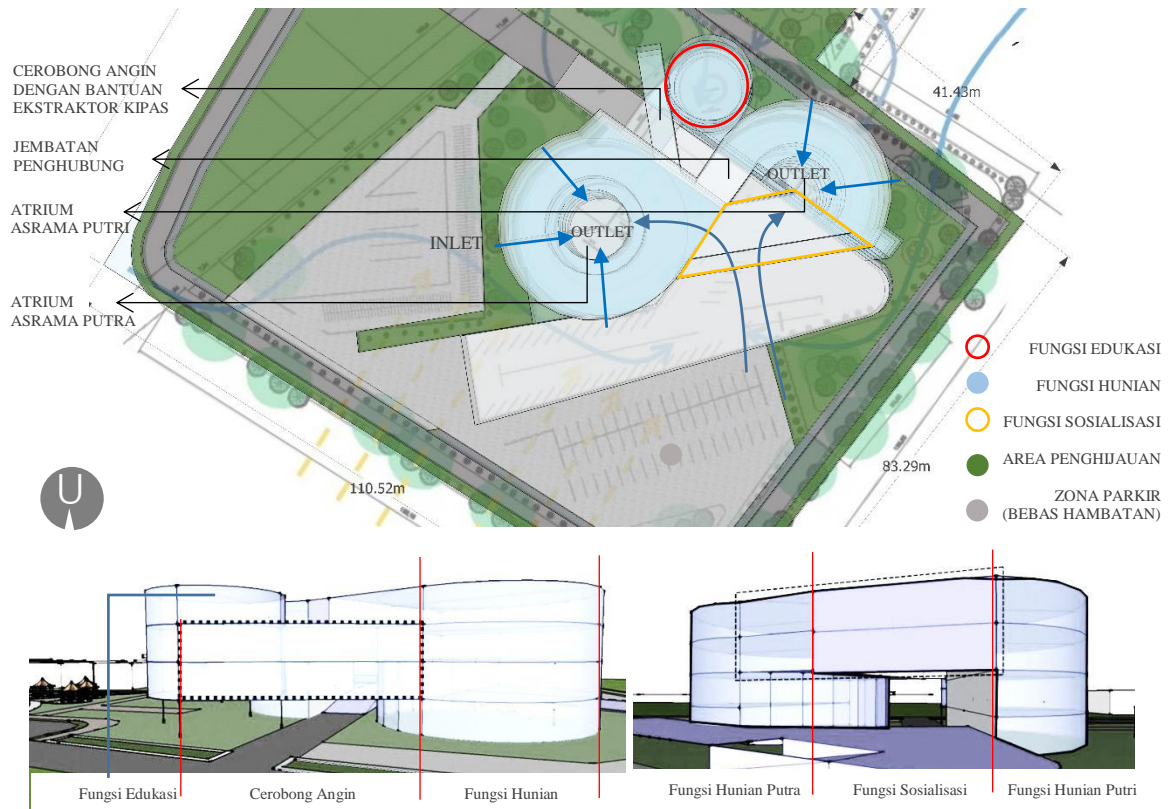 CEROBONG ANGIN
DENGAN BANTUAN
EKSTRAKTOR KIPAS
JEMBATAN
PENGHUBUNG
ATRIUM
ASRAMA PUTRI
ATRIUM
ASRAMA PUTRA
INLET
OUTLET
OUTLET
41.43m
83.29m
110.52m
U
FUNGSI EDUKASI
FUNGSI HUNIAN
FUNGSI SOSIALISASI
AREA PENGHIJAUAN
ZONA PARKIR
(BEBAS HAMBATAN)
Fungsi Edukasi
Cerobong Angin
Fungsi Hunian
Fungsi Hunian Putra
Fungsi Sosialisasi
Fungsi Hunian Putri